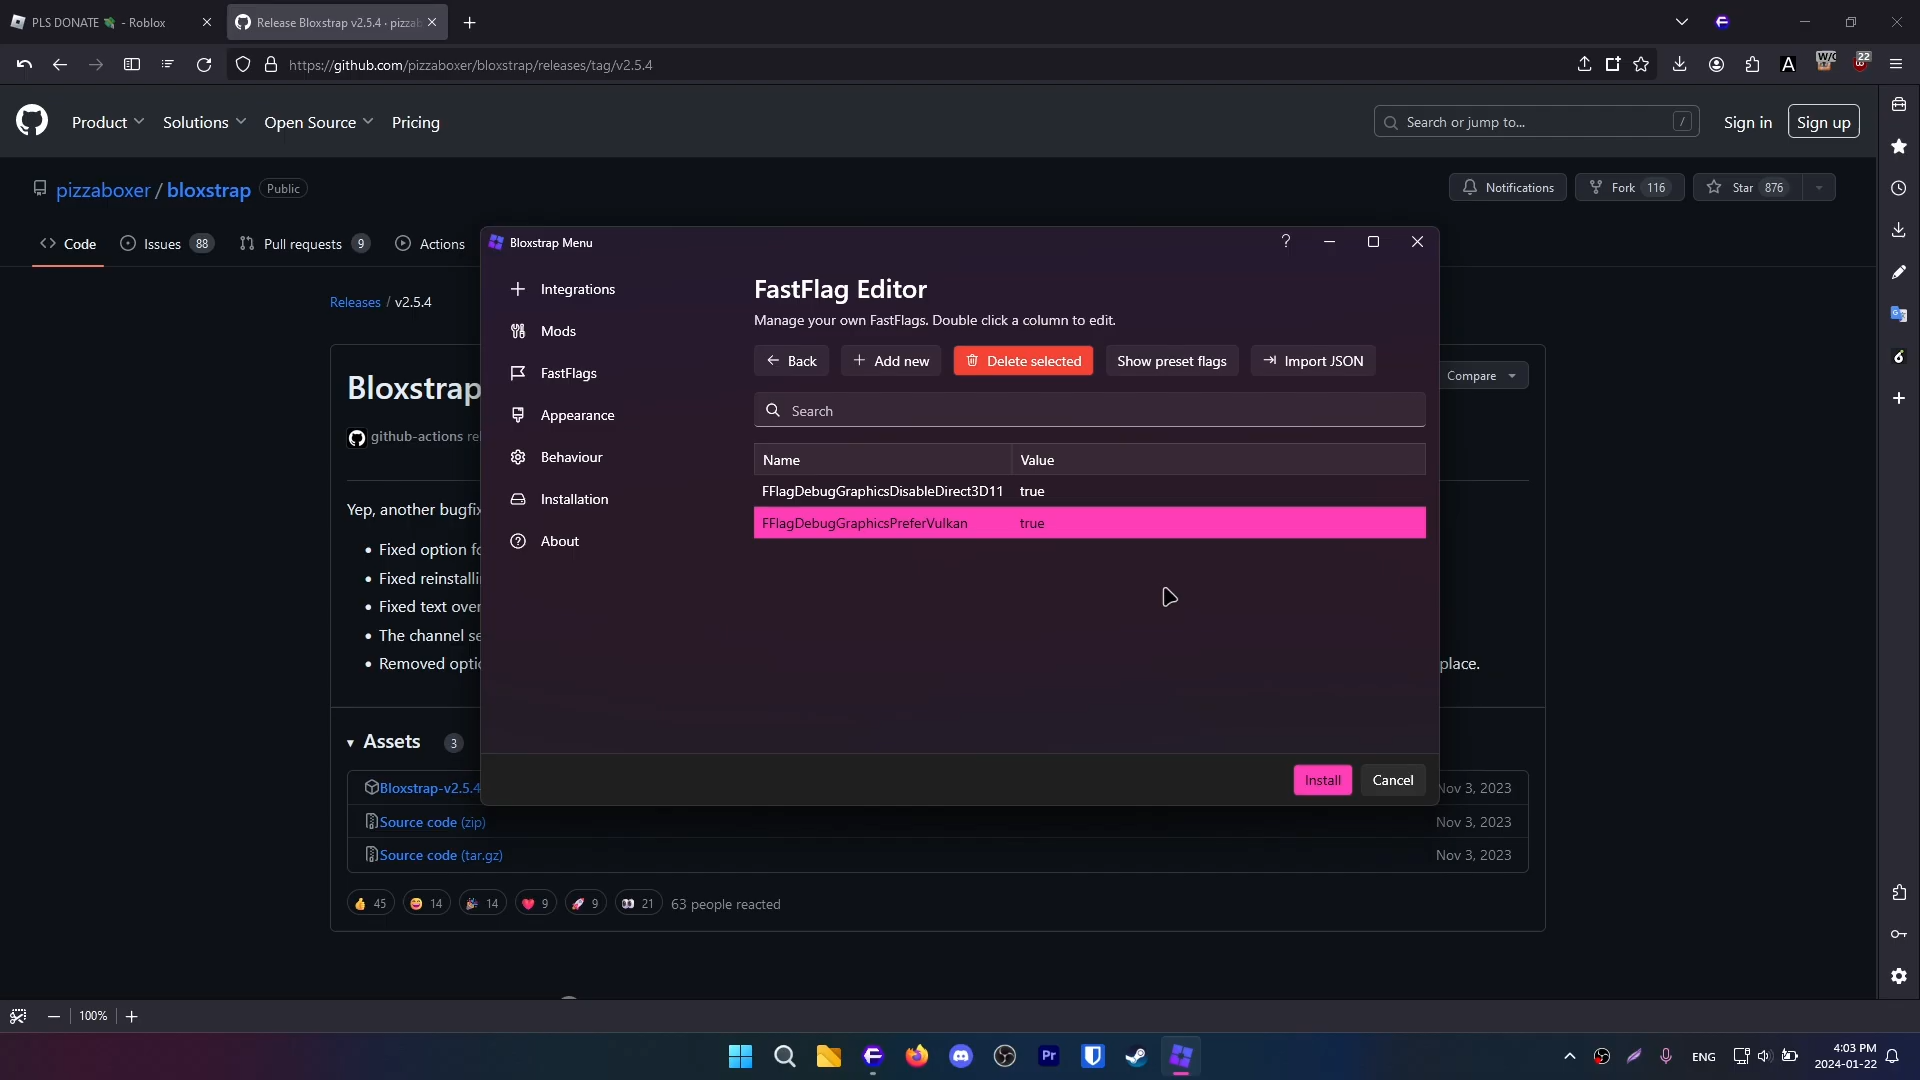 PLS DONATE - Roblox
Release Bloxstrap v2.5.4 · pizzab
https://github.com/pizzaboxer/bloxstrap/releases/tag/v2.5.4
22
Product
Solutions
Open Source
Pricing
Search or jump to...
/
Sign in
Sign up
pizzaboxer / bloxstrap
Public
Notifications
Fork 116
Star 876
Code
Issues 88
Pull requests 9
Actions
Releases / v2.5.4
Bloxstrap
Compare
github-actions rel
Yep, another bugfi
Fixed option fo
Fixed reinstalli
Fixed text over
The channel se
Removed optio
place.
Assets 3
Bloxstrap-v2.5.4
Nov 3, 2023
Source code (zip)
Nov 3, 2023
Source code (tar.gz)
Nov 3, 2023
45
14
14
9
9
21
63 people reacted
Bloxstrap Menu
?
Integrations
Mods
FastFlags
Appearance
Behaviour
Installation
About
FastFlag Editor
Manage your own FastFlags. Double click a column to edit.
Back
Add new
Delete selected
Show preset flags
Import JSON
Search
Name
Value
FFlagDebugGraphicsDisableDirect3D11
true
FFlagDebugGraphicsPreferVulkan
true
Install
Cancel
100%
Pr
ENG
4:03 PM
2024-01-22